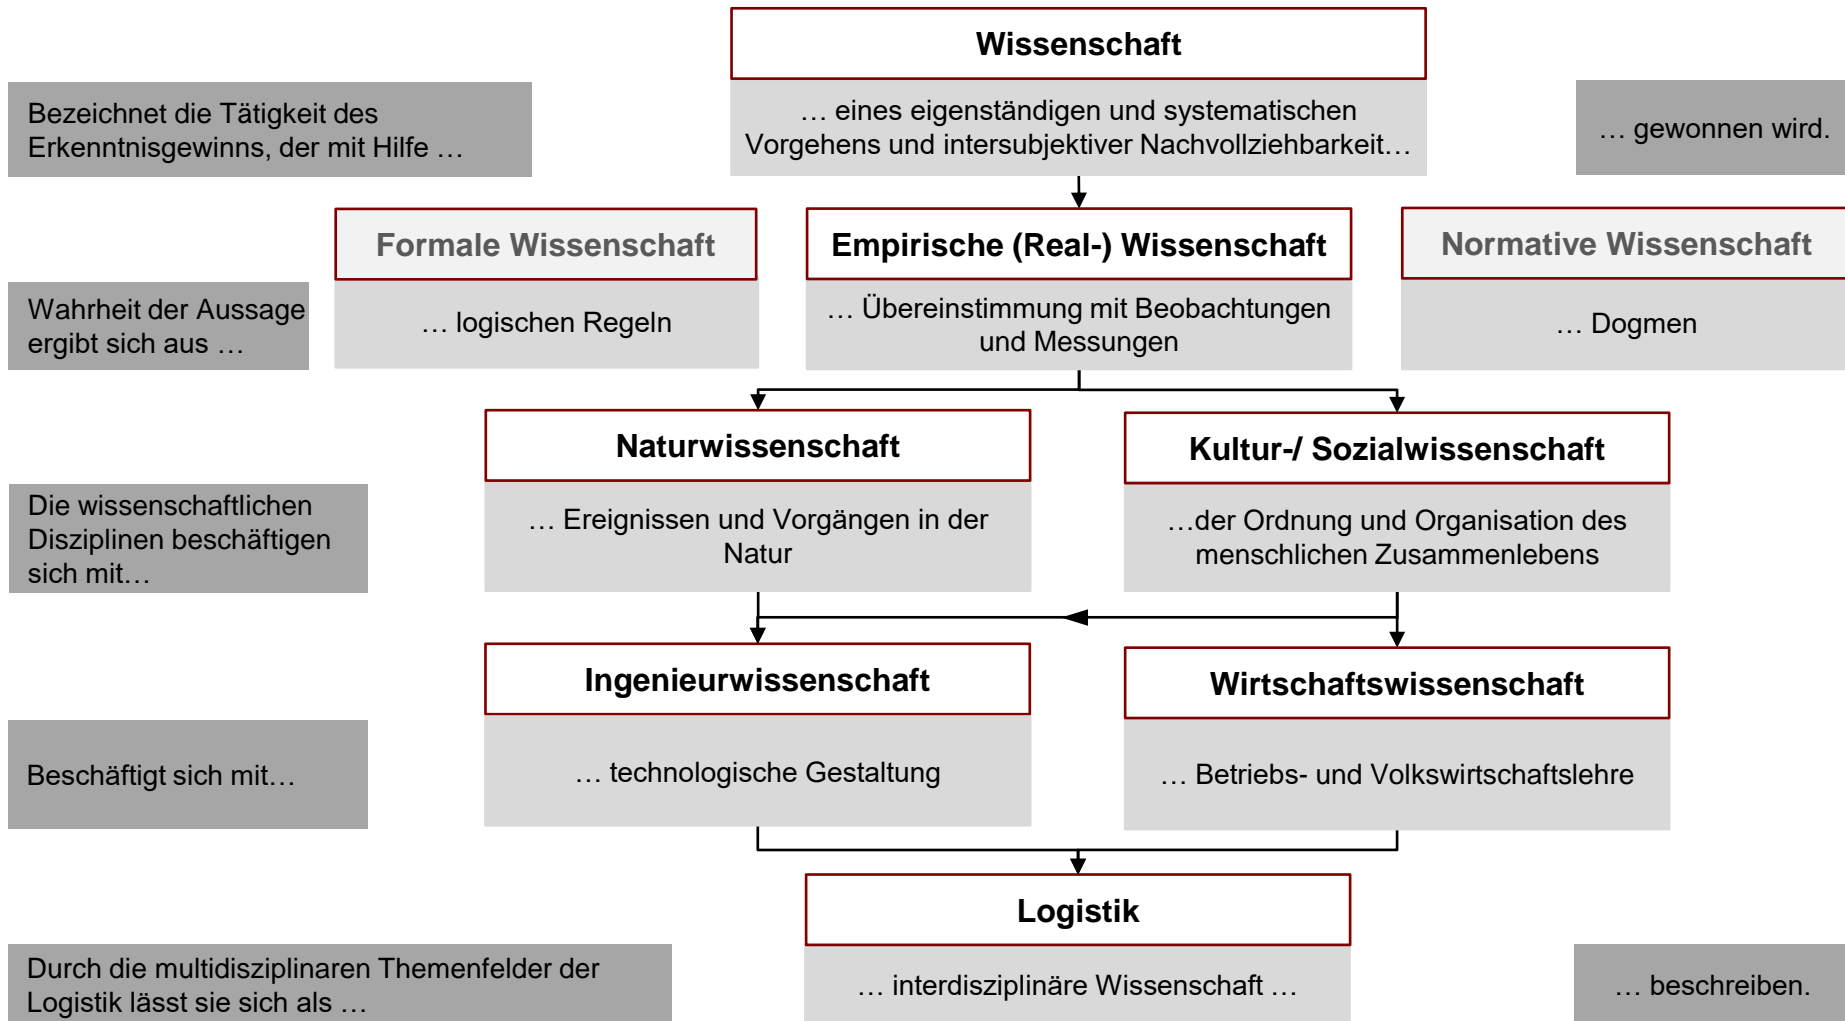 Wissenschaft
Bezeichnet die Tätigkeit des
Erkenntnisgewinns, der mit Hilfe …
… eines eigenständigen und systematischen
Vorgehens und intersubjektiver Nachvollziehbarkeit…
… gewonnen wird.
Formale Wissenschaft
Empirische (Real-) Wissenschaft
Normative Wissenschaft
Wahrheit der Aussage
ergibt sich aus …
… logischen Regeln
… Übereinstimmung mit Beobachtungen
und Messungen
… Dogmen
Naturwissenschaft
Kultur-/ Sozialwissenschaft
Die wissenschaftlichen
Disziplinen beschäftigen
sich mit…
… Ereignissen und Vorgängen in der
Natur
…der Ordnung und Organisation des
menschlichen Zusammenlebens
Ingenieurwissenschaft
Wirtschaftswissenschaft
Beschäftigt sich mit…
… technologische Gestaltung
… Betriebs- und Volkswirtschaftslehre
Logistik
Durch die multidisziplinaren Themenfelder der
Logistik lässt sie sich als …
… interdisziplinäre Wissenschaft …
… beschreiben.